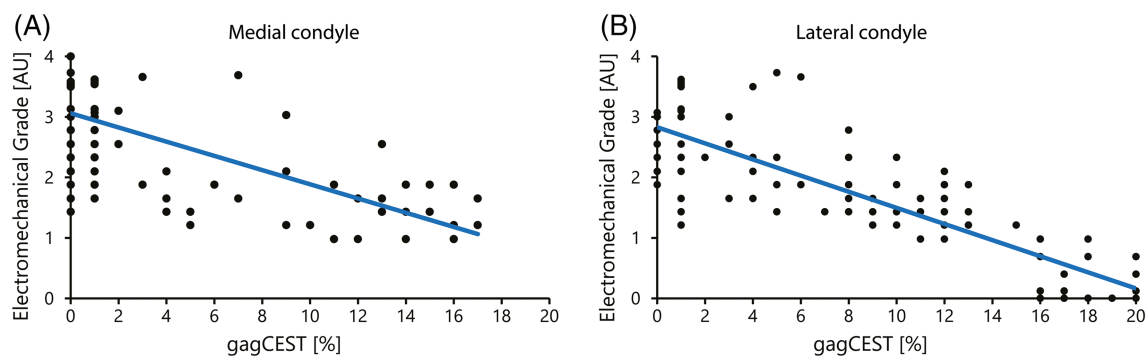 (A)
Medial condyle
Electromechanical Grade [AU]
4
3
2
1
0
0 2 4 6 8 10 12 14 16 18 20
gagCEST [%]
(B)
Lateral condyle
Electromechanical Grade [AU]
4
3
2
1
0
0 2 4 6 8 10 12 14 16 18 20
gagCEST [%]